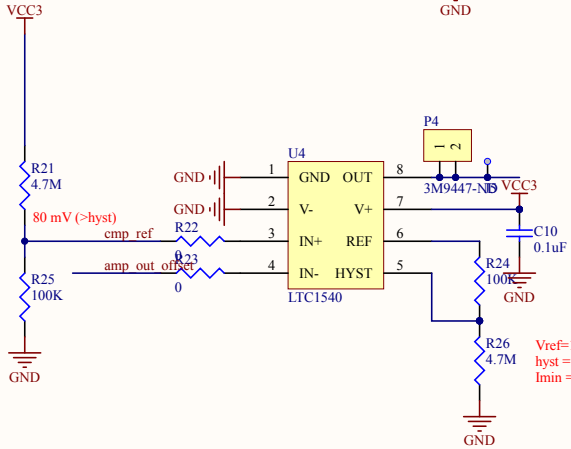 VCC3
GND
P4
1
2
U4
R21
4.7M
GND
1
GND
OUT
8
3M9447-ND
VCC3
GND
2
V-
V+
7
80 mV (>hyst)
R22
0
cmp_ref
3
IN+
REF
6
C10
0.1uF
R23
0
amp_out_offset
4
IN-
HYST
5
R24
100K
GND
R25
100K
LTC1540
R26
4.7M
Vref=
hyst =
Imin =
GND
GND